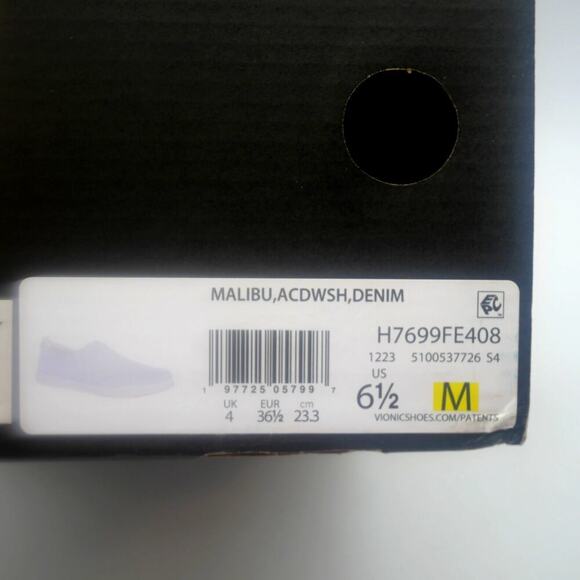 MALIBU,ACDWSH,DENIM
H7699FE408
1223 5100537726 S4
US
6½ M
1 97725 05799 7
UK EUR cm
4 36½ 23.3
VIONICSHOES.COM/PATENTS